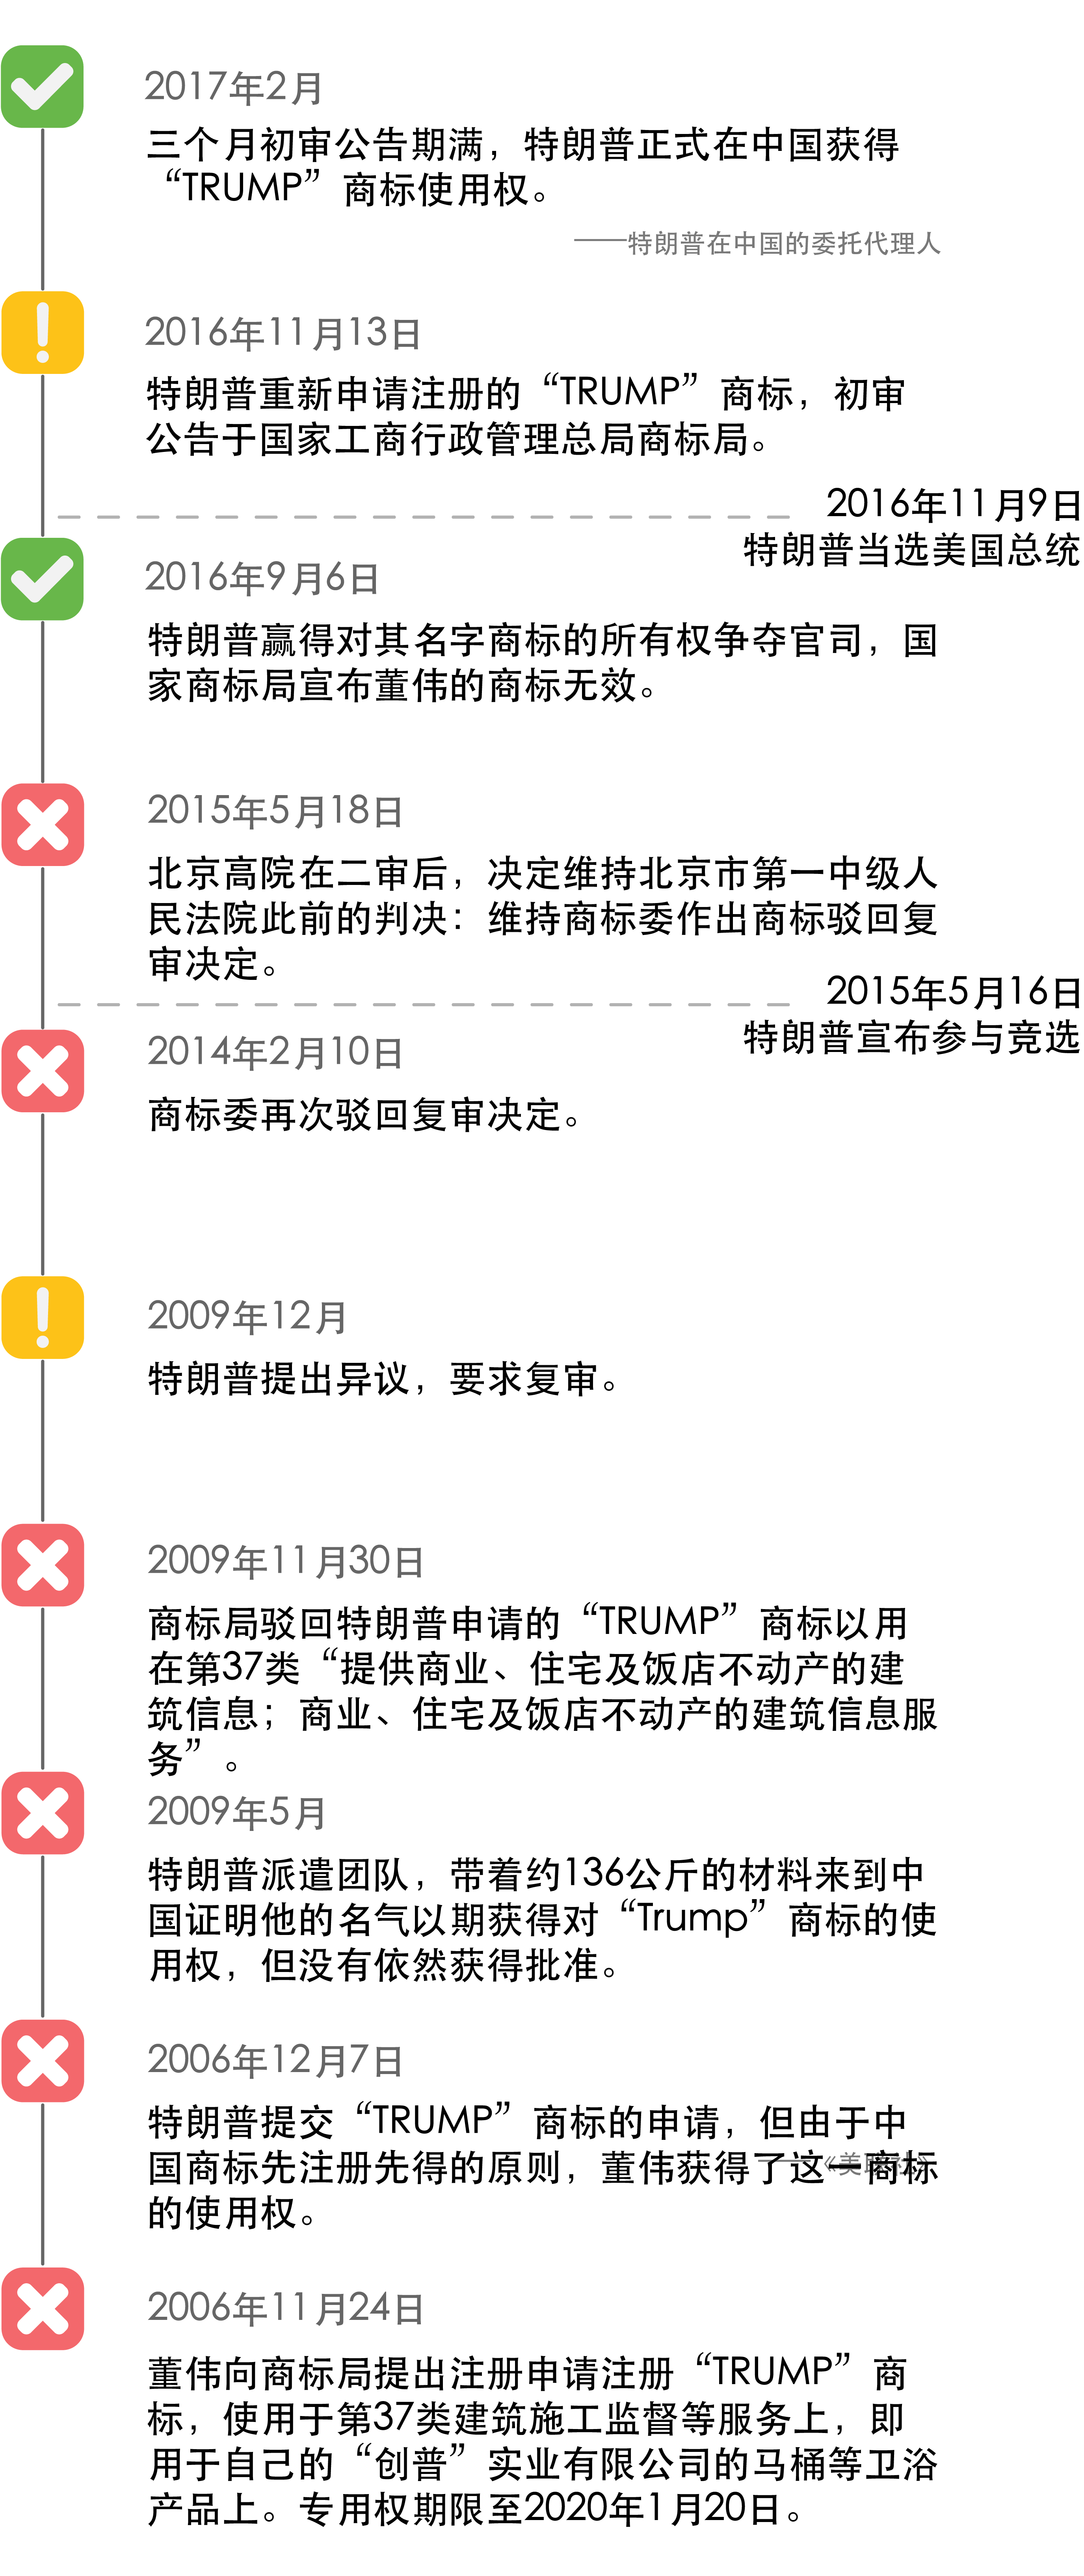 2017年2月
三个月初审公告期满，特朗普正式在中国获得
“TRUMP”商标使用权。
——特朗普在中国的委托代理人
2016年11月13日
特朗普重新申请注册的“TRUMP”商标，初审
公告于国家工商行政管理总局商标局。
2016年11月9日
特朗普当选美国总统
2016年9月6日
特朗普赢得对其名字商标的所有权争夺官司，国
家商标局宣布董伟的商标无效。
2015年5月18日
北京高院在二审后，决定维持北京市第一中级人
民法院此前的判决：维持商标委作出商标驳回复
审决定。
2015年5月16日
特朗普宣布参与竞选
2014年2月10日
商标委再次驳回复审决定。
2009年12月
特朗普提出异议，要求复审。
2009年11月30日
商标局驳回特朗普申请的“TRUMP”商标以用
在第37类“提供商业、住宅及饭店不动产的建
筑信息；商业、住宅及饭店不动产的建筑信息服
务”。
2009年5月
特朗普派遣团队，带着约136公斤的材料来到中
国证明他的名气以期获得对“Trump”商标的使
用权，但没有依然获得批准。
2006年12月7日
特朗普提交“TRUMP”商标的申请，但由于中
国商标先注册先得的原则，董伟获得了这一商标
的使用权。
2006年11月24日
董伟向商标局提出注册申请注册“TRUMP”商
标，使用于第37类建筑施工监督等服务上，即
用于自己的“创普”实业有限公司的马桶等卫浴
产品上。专用权期限至2020年1月20日。